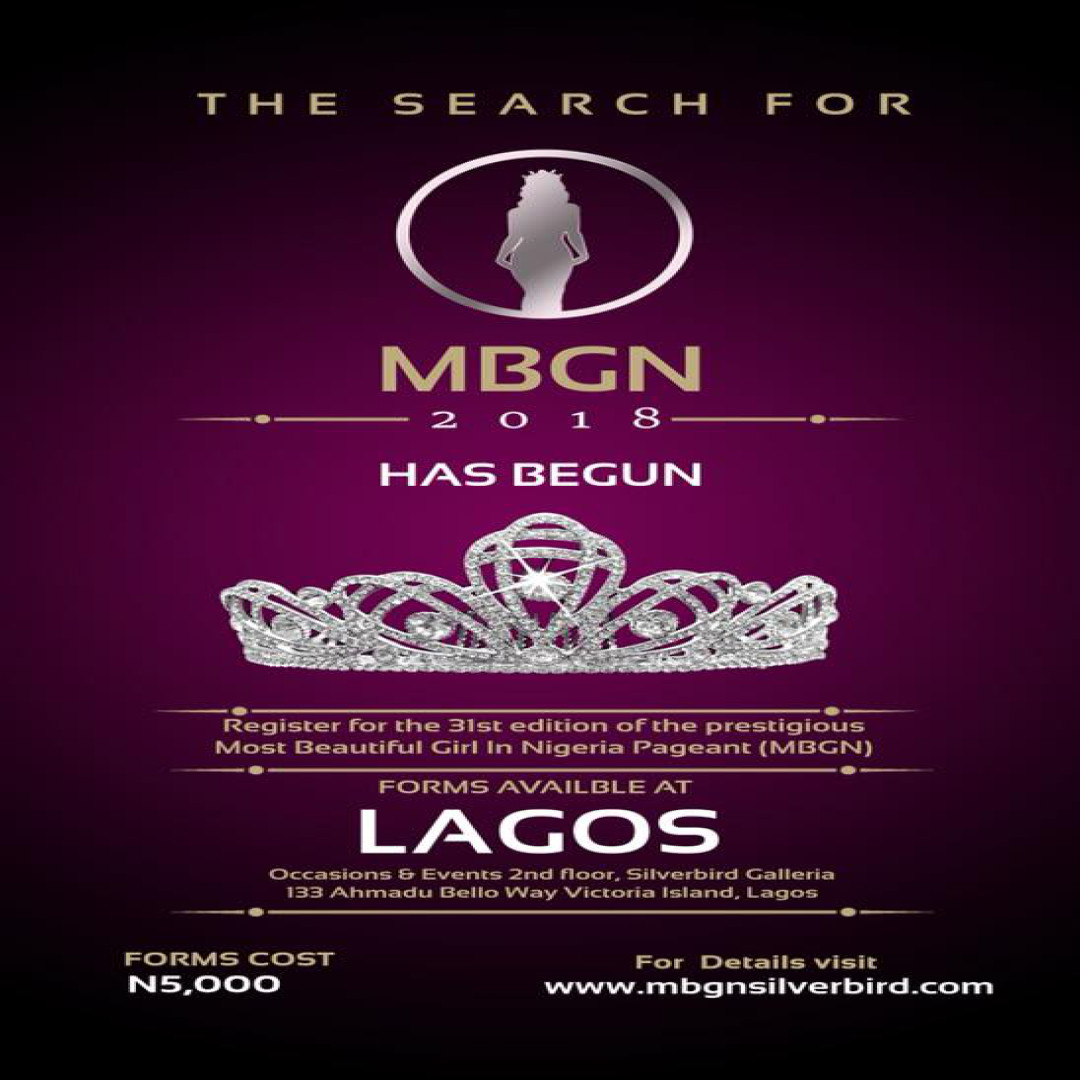 THE SEARCH FOR
MBGN
2018
HAS BEGUN
Register for the 31st edition of the prestigious
Most Beautiful Girl In Nigeria Pageant (MBGN)
FORMS AVAILBLE AT
LAGOS
Occasions & Events 2nd floor, Silverbird Galleria
133 Ahmadu Bello Way Victoria Island, Lagos
FORMS COST
N5,000
For Details visit
www.mbgnsilverbird.com